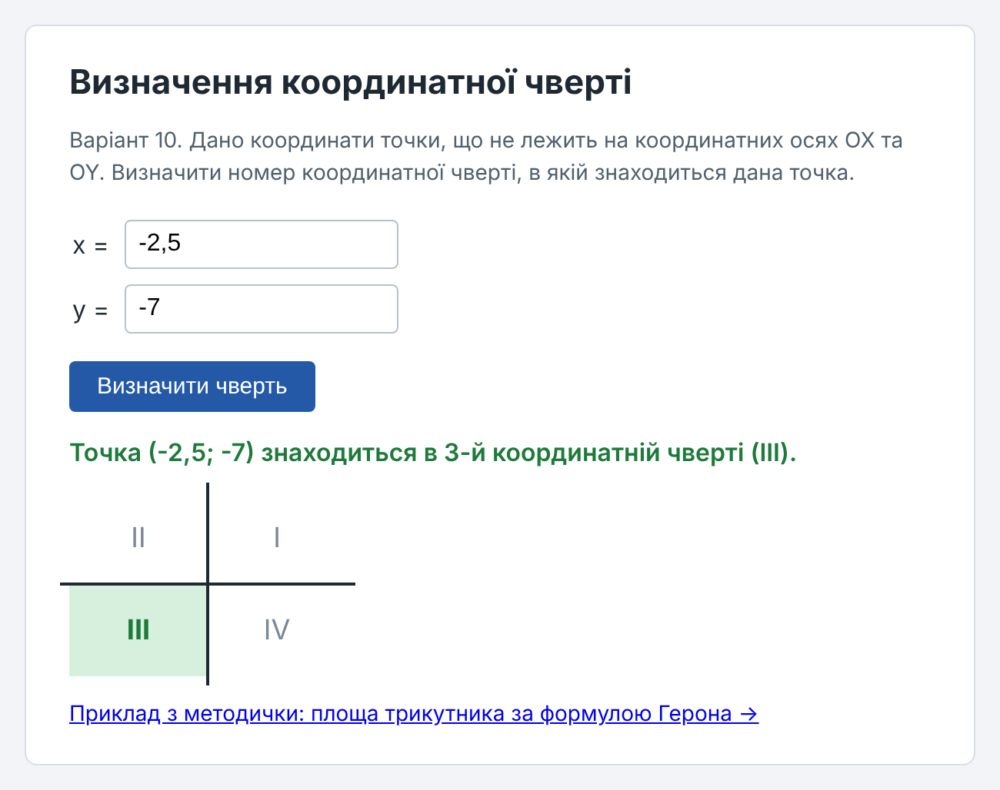 Визначення координатної чверті
Варіант 10. Дано координати точки, що не лежить на координатних осях OX та
OY. Визначити номер координатної чверті, в якій знаходиться дана точка.
x = -2,5
y = -7
Визначити чверть
Точка (-2,5; -7) знаходиться в 3-й координатній чверті (III).
II I
III IV
Приклад з методички: площа трикутника за формулою Герона →